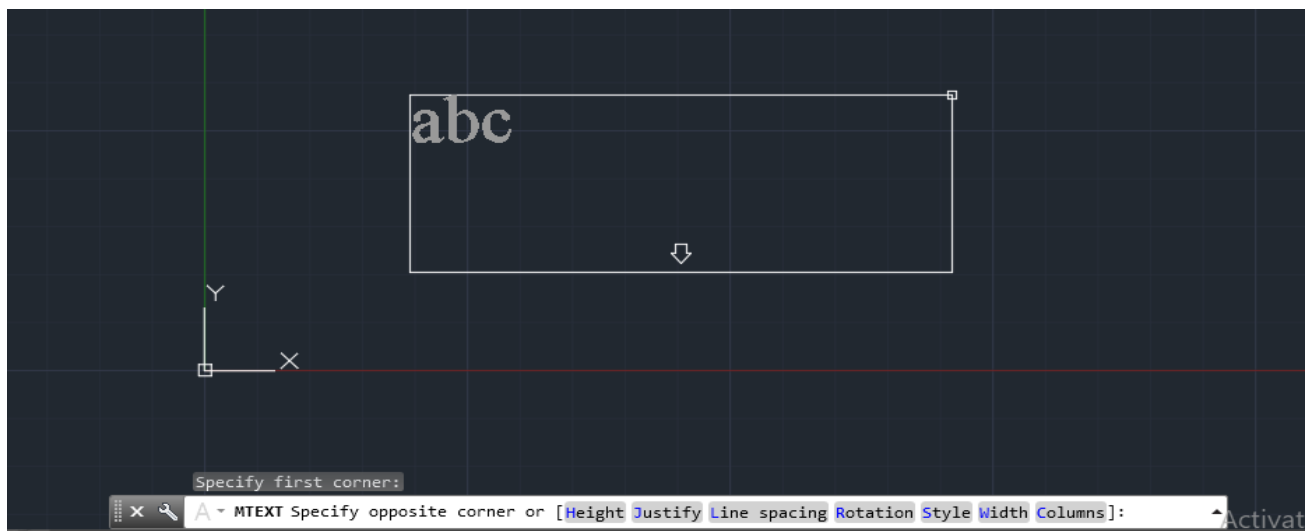 abc
Y
X
Specify first corner:
A MTEXT Specify opposite corner or [Height Justify Line spacing Rotation Style Width Columns]:
Activat